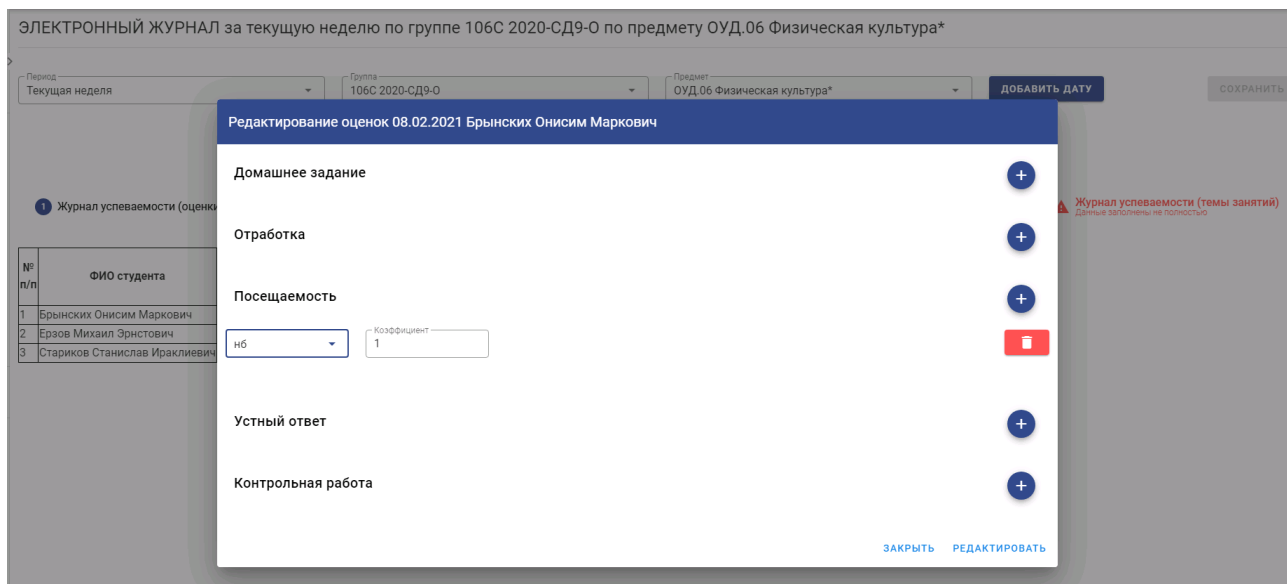 ЭЛЕКТРОННЫЙ ЖУРНАЛ за текущую неделю по группе 106С 2020-СД9-О по предмету ОУД.06 Физическая культура*
Период
Текущая неделя
Группа
106С 2020-СД9-О
Предмет
ОУД.06 Физическая культура*
ДОБАВИТЬ ДАТУ
СОХРАНИТЬ
Редактирование оценок 08.02.2021 Брынских Онисим Маркович
Домашнее задание
1 Журнал успеваемости (оценки
Журнал успеваемости (темы занятий)
Данные заполнены не полностью
Отработка
№ п/п
ФИО студента
Посещаемость
1 Брынских Онисим Маркович
2 Ерзов Михаил Эрнстович
3 Стариков Станислав Ираклиевич
нб
Коэффициент
1
Устный ответ
Контрольная работа
ЗАКРЫТЬ
РЕДАКТИРОВАТЬ